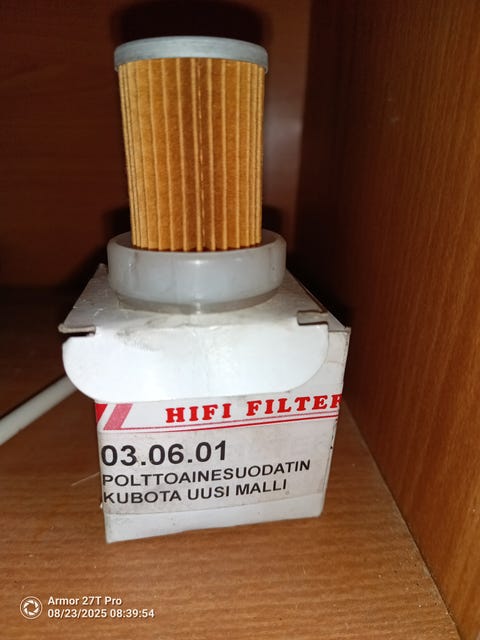 HIFI FILTER
03.06.01
POLTTOAINESUODATIN
KUBOTA UUSI MALLI
Armor 27T Pro
08/23/2025 08:39:54